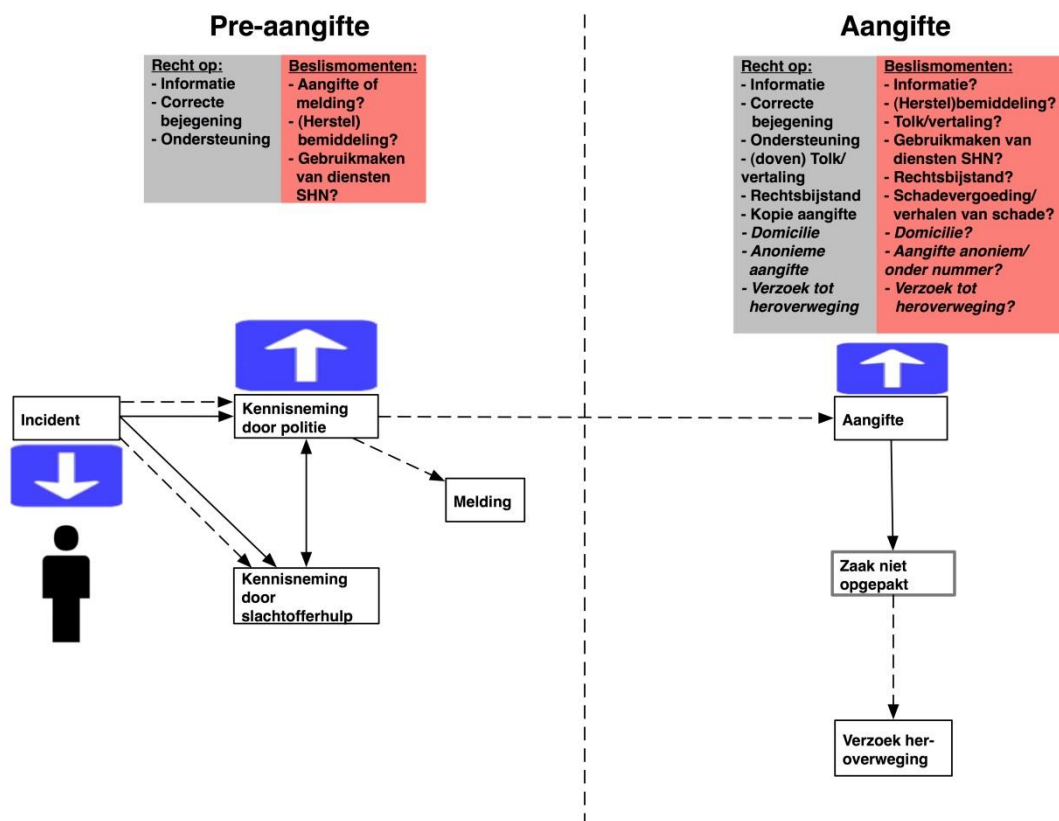 Pre-aangifte
Recht op:
- Informatie
- Correcte
bejegening
- Ondersteuning
Beslismomenten:
- Aangifte of
melding?
- (Herstel)
bemiddeling?
- Gebruikmaken
van diensten
SHN?
Aangifte
Recht op:
- Informatie
- Correcte
bejegening
- Ondersteuning
- (doven) Tolk/
vertaling
- Rechtsbijstand
- Kopie aangifte
- Domicilie
- Anonieme
aangifte
- Verzoek tot
heroverweging
Beslismomenten:
- Informatie?
- (Herstel)bemiddeling?
- Tolk/vertaling?
- Gebruikmaken van
diensten SHN?
- Rechtsbijstand?
- Schadevergoeding/
verhalen van schade?
- Domicilie?
- Aangifte anoniem/
onder nummer?
- Verzoek tot
heroverweging?
Incident
Kennisneming
door politie
Melding
Kennisneming
door
slachtofferhulp
Aangifte
Zaak niet
opgepakt
Verzoek her-
overweging